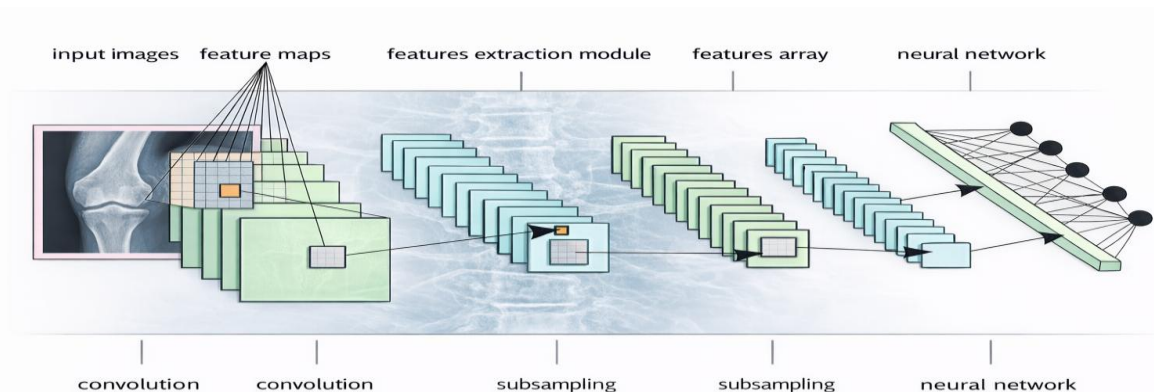 input images feature maps features extraction module features array neural network
convolution convolution subsampling subsampling neural network